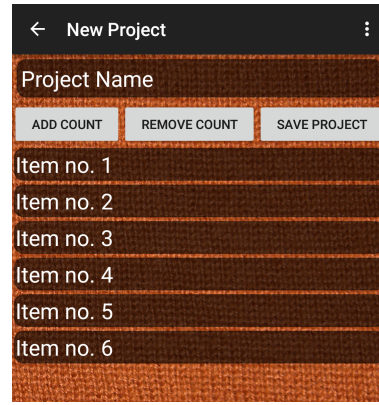 New Project
Project Name
ADD COUNT REMOVE COUNT SAVE PROJECT
Item no. 1
Item no. 2
Item no. 3
Item no. 4
Item no. 5
Item no. 6